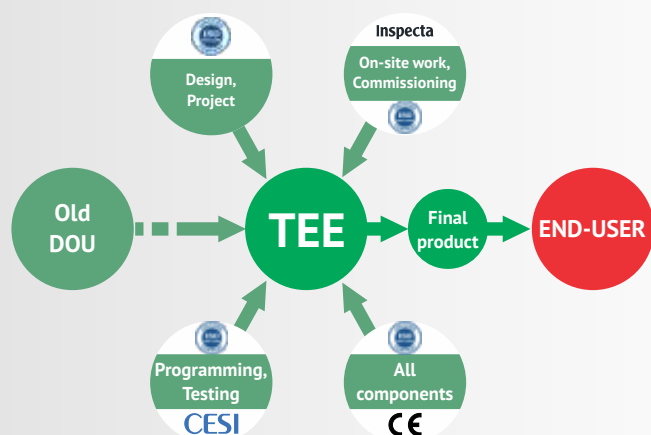 Design,
Project
Inspecta
On-site work,
Commissioning
Old
DOU
TEE
Final
product
END-USER
Programming,
Testing
CESI
All
components
CE